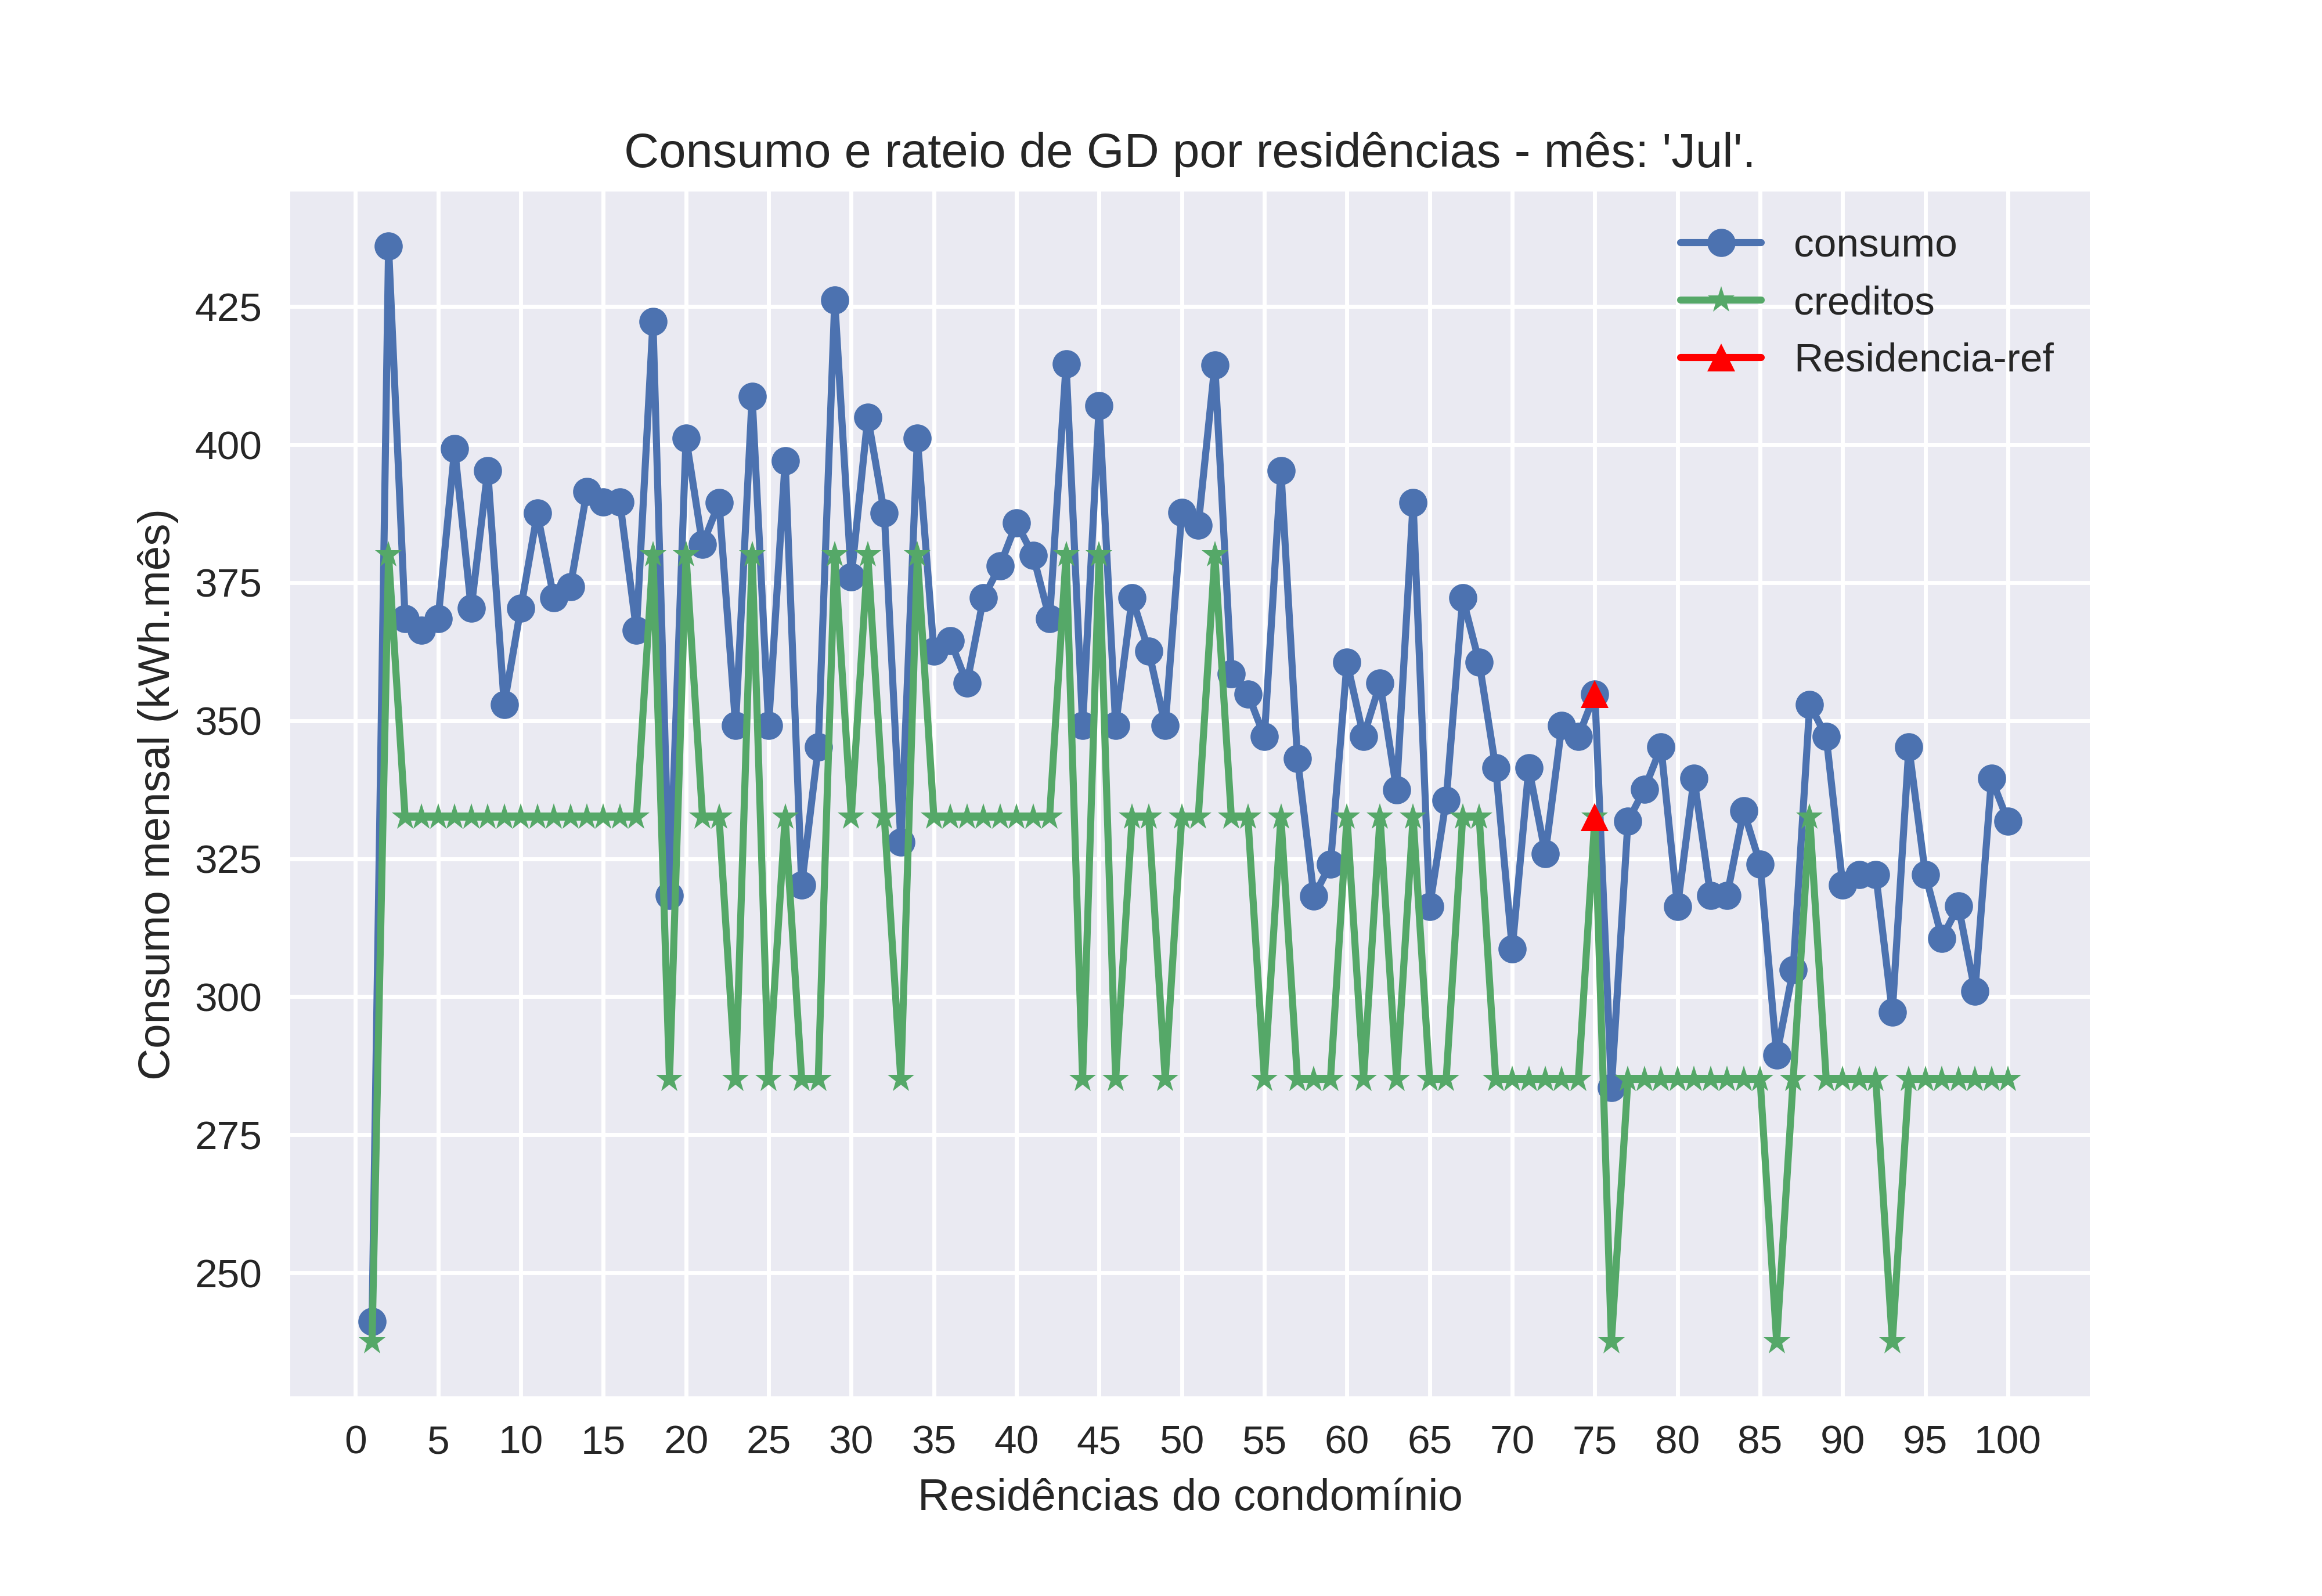 Consumo e rateio de GD por residências - mês: 'Jul'.
consumo
creditos
Residencia-ref
Consumo mensal (kWh.mês)
425
400
375
350
325
300
275
250
0 5 10 15 20 25 30 35 40 45 50 55 60 65 70 75 80 85 90 95 100
Residências do condomínio